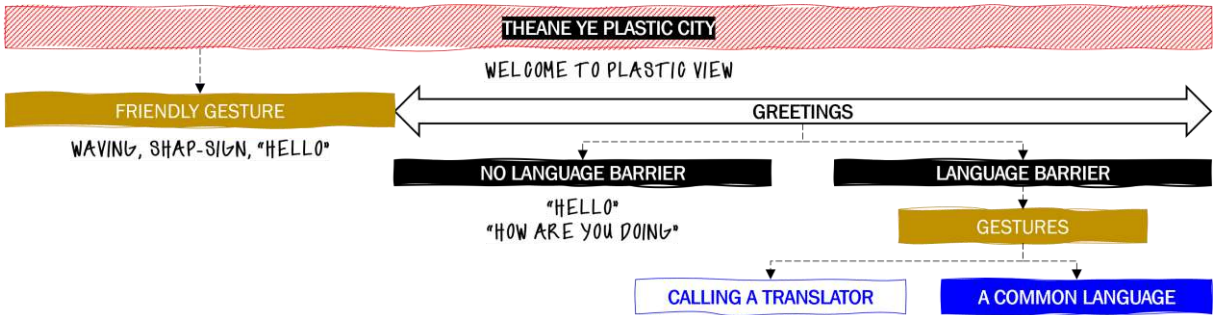 THEANE YE PLASTIC CITY
WELCOME TO PLASTIC VIEW
FRIENDLY GESTURE
GREETINGS
WAVING, SHAP-SIGN, "HELLO"
NO LANGUAGE BARRIER
LANGUAGE BARRIER
"HELLO"
"HOW ARE YOU DOING"
GESTURES
CALLING A TRANSLATOR
A COMMON LANGUAGE